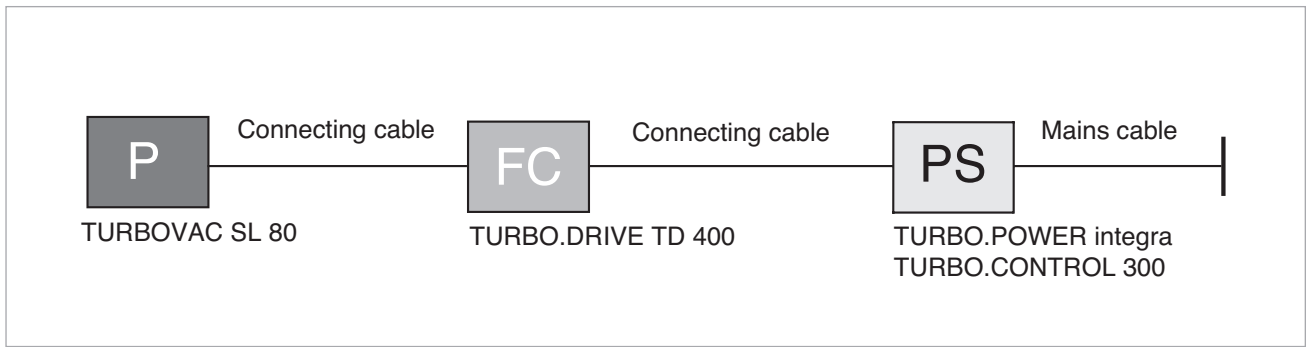 Connecting cable
Connecting cable
Mains cable
P
FC
PS
TURBOVAC SL 80
TURBO.DRIVE TD 400
TURBO.POWER integra
TURBO.CONTROL 300